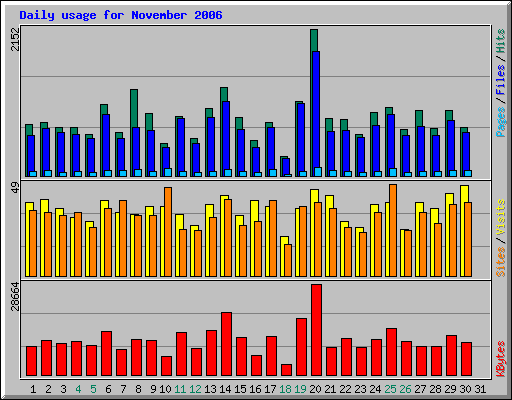 Daily usage for November 2006
2152
Pages / Files / Hits
49
Sites / Visits
28664
KBytes
1 2 3 4 5 6 7 8 9 10 11 12 13 14 15 16 17 18 19 20 21 22 23 24 25 26 27 28 29 30 31